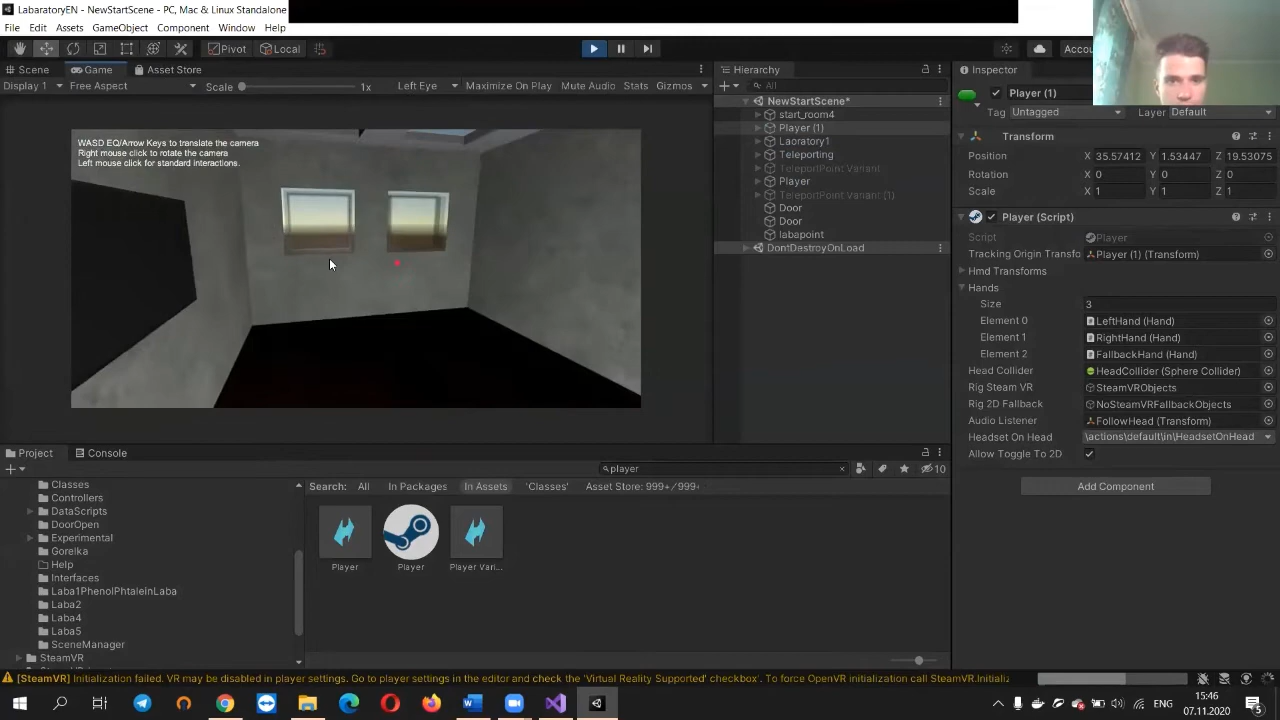 LabaratoryEN - NewStartScene - PC, Mac & Linux Standalone
File Edit Assets GameObject Component Window Help
Pivot Local Accou
Scene Game Asset Store
Display 1 Free Aspect Scale 1x Left Eye Maximize On Play Mute Audio Stats Gizmos
WASD EQ/Arrow Keys to translate the camera
Right mouse click to rotate the camera
Left mouse click for standard interactions.
Hierarchy
All
NewStartScene*
start_room4
Player (1)
Laoratory1
Teleporting
TeleportPoint Variant
Player
TeleportPoint Variant (1)
Door
Door
labapoint
DontDestroyOnLoad
Inspector
Player (1)
Tag Untagged Layer Default
Transform
Position X 35.57412 Y 1.53447 Z 19.53075
Rotation X 0 Y 0 Z 0
Scale X 1 Y 1 Z 1
Player (Script)
Script Player
Tracking Origin Transfo Player (1) (Transform)
Hmd Transforms
Hands
Size 3
Element 0 LeftHand (Hand)
Element 1 RightHand (Hand)
Element 2 FallbackHand (Hand)
Head Collider HeadCollider (Sphere Collider)
Rig Steam VR SteamVRObjects
Rig 2D Fallback NoSteamVRFallbackObjects
Audio Listener FollowHead (Transform)
Headset On Head \actions\default\in\HeadsetOnHead
Allow Toggle To 2D
Add Component
Project Console
player
10
Classes
Controllers
DataScripts
DoorOpen
Experimental
Gorelka
Help
Interfaces
Laba1PhenolPhtaleinLaba
Laba2
Laba4
Laba5
SceneManager
SteamVR
Search: All In Packages In Assets 'Classes' Asset Store: 999+/999+
Player Player Player Vari...
[SteamVR] Initialization failed. VR may be disabled in player settings. Go to player settings in the editor and check the 'Virtual Reality Supported' checkbox. To force OpenVR initialization call SteamVR.Initializ
ENG 15:46
07.11.2020
5